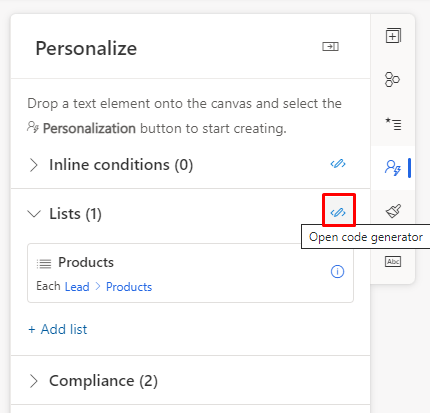 Personalize
Drop a text element onto the canvas and select the
Personalization button to start creating.
Inline conditions (0)
Lists (1)
Open code generator
Products
Each Lead > Products
Abc
+ Add list
Compliance (2)